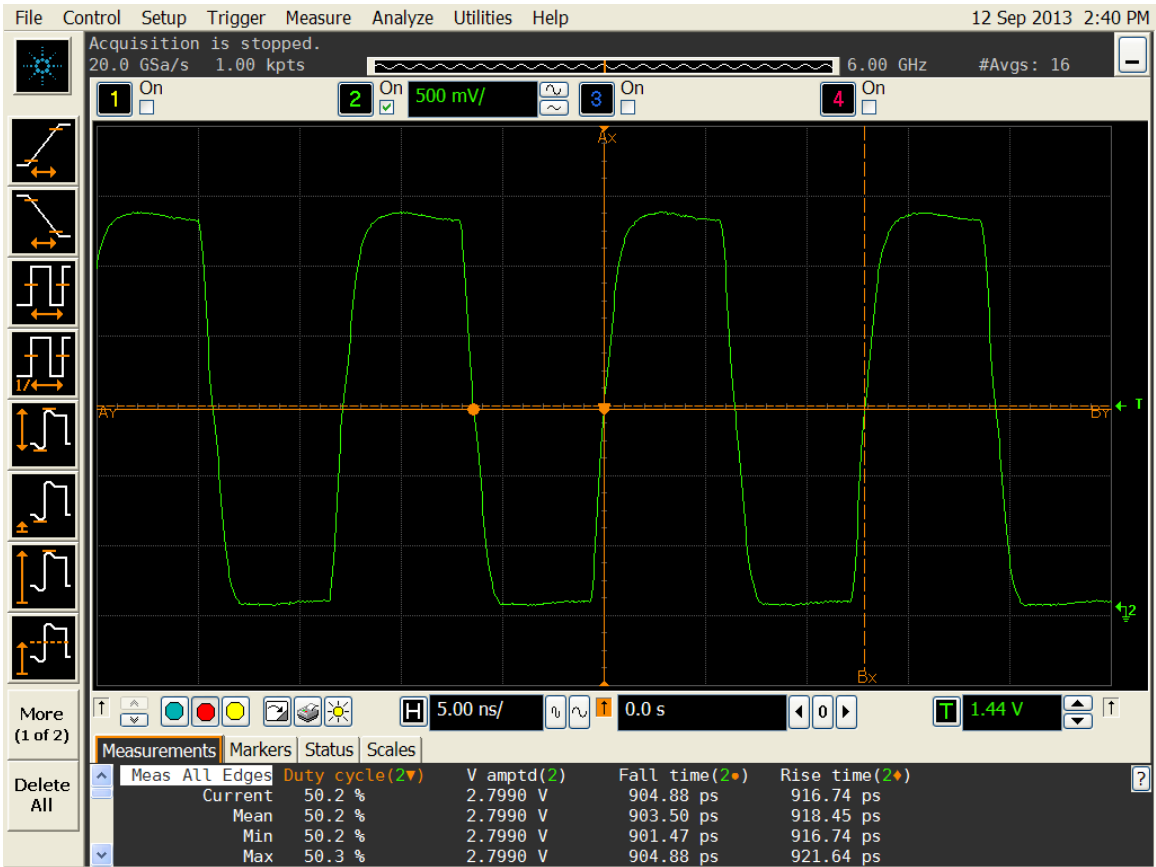 File Control Setup Trigger Measure Analyze Utilities Help 12 Sep 2013 2:40 PM
Acquisition is stopped.
20.0 GSa/s 1.00 kpts 6.00 GHz #Avgs: 16
1 On 2 On 500 mV/ 3 On 4 On
Ax
1/
AY BY T
2
Bx
More
(1 of 2)
H 5.00 ns/ 0.0 s 0 T 1.44 V
Measurements Markers Status Scales
Delete
All
Meas All Edges Duty cycle(2▼) V amptd(2) Fall time(2●) Rise time(2♦) ?
Current 50.2 % 2.7990 V 904.88 ps 916.74 ps
Mean 50.2 % 2.7990 V 903.50 ps 918.45 ps
Min 50.2 % 2.7990 V 901.47 ps 916.74 ps
Max 50.3 % 2.7990 V 904.88 ps 921.64 ps